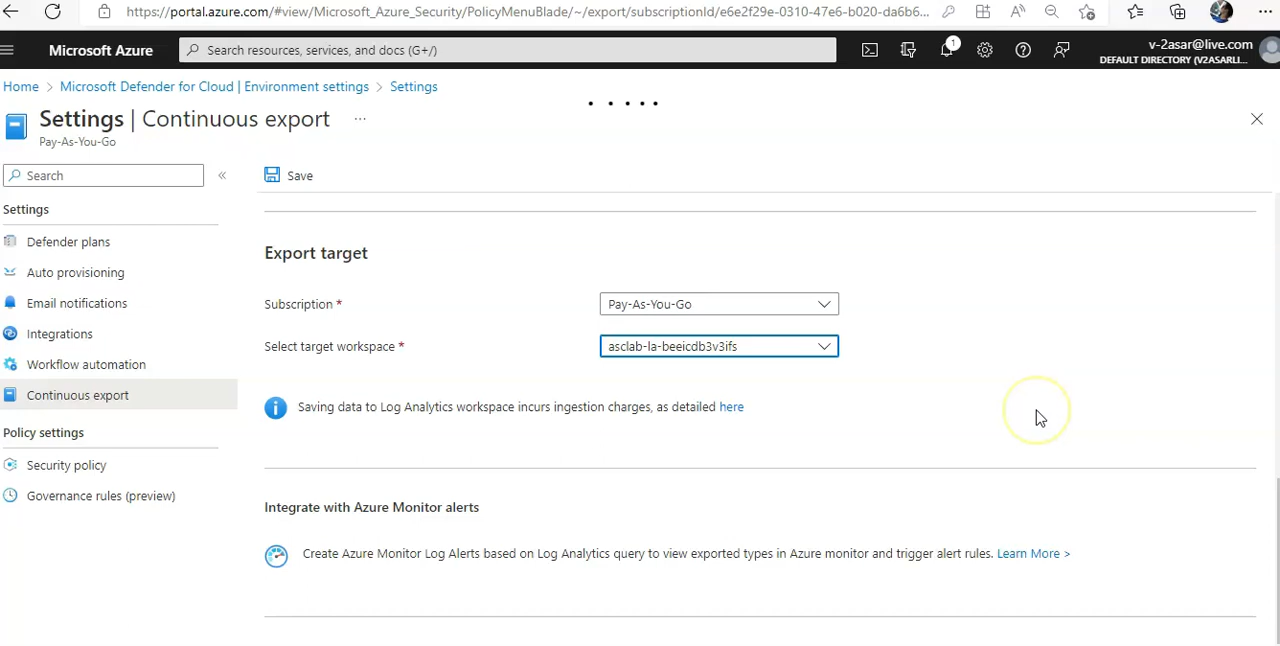 https://portal.azure.com/#view/Microsoft_Azure_Security/PolicyMenuBlade/~/export/subscriptionId/e6e2f29e-0310-47e6-b020-da6b6...
Microsoft Azure
Search resources, services, and docs (G+/)
1
v-2asar@live.com
DEFAULT DIRECTORY (V2ASARLI...
Home > Microsoft Defender for Cloud | Environment settings > Settings
Settings | Continuous export ...
Pay-As-You-Go
Search
«
Save
Settings
Defender plans
Auto provisioning
Email notifications
Integrations
Workflow automation
Continuous export
Policy settings
Security policy
Governance rules (preview)
Export target
Subscription *
Pay-As-You-Go
Select target workspace *
asclab-la-beeicdb3v3ifs
Saving data to Log Analytics workspace incurs ingestion charges, as detailed here
Integrate with Azure Monitor alerts
Create Azure Monitor Log Alerts based on Log Analytics query to view exported types in Azure monitor and trigger alert rules. Learn More >